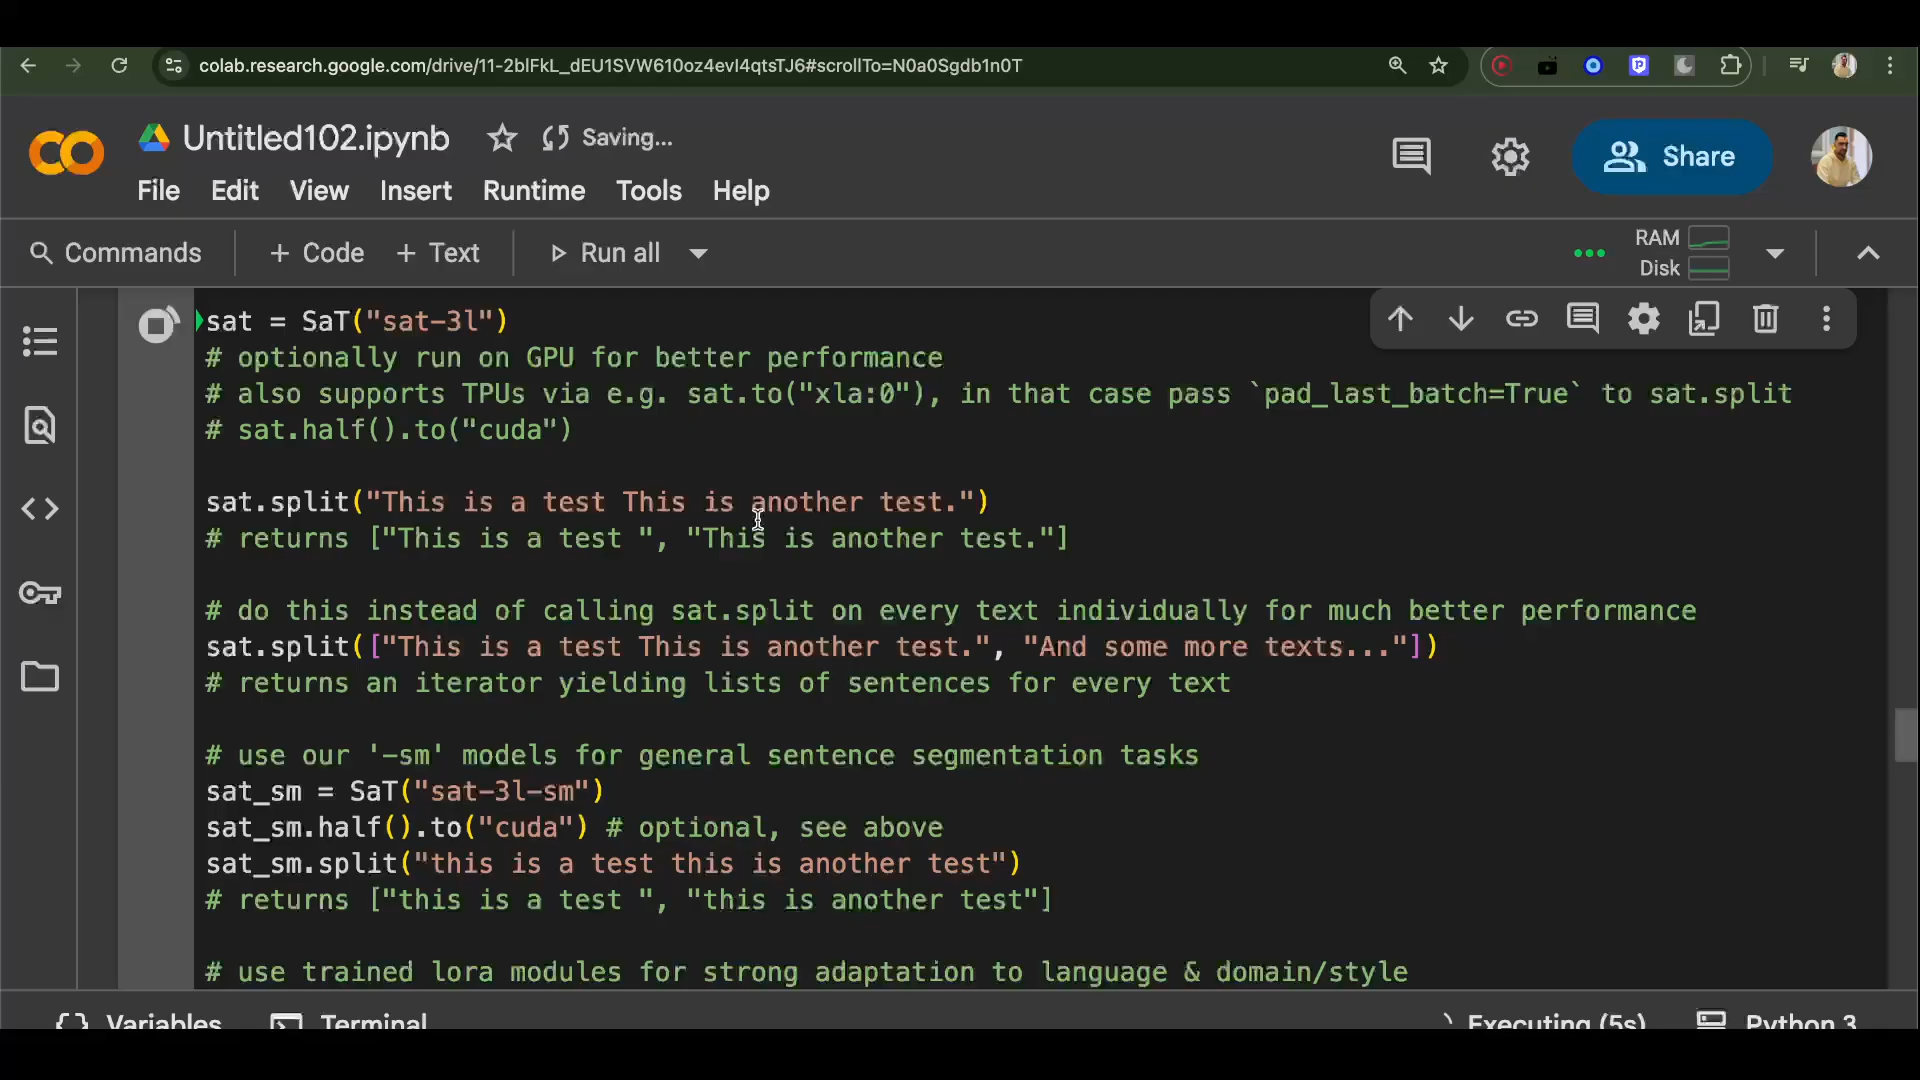 colab.research.google.com/drive/11-2blFkL_dEU1SVW610oz4evI4qtsTJ6#scrollTo=N0a0Sgdb1n0T
Untitled102.ipynb Saving...
File Edit View Insert Runtime Tools Help
Share
Commands + Code + Text Run all
RAM
Disk
sat = SaT("sat-3l")
# optionally run on GPU for better performance
# also supports TPUs via e.g. sat.to("xla:0"), in that case pass `pad_last_batch=True` to sat.split
# sat.half().to("cuda")
sat.split("This is a test This is another test.")
# returns ["This is a test ", "This is another test."]
# do this instead of calling sat.split on every text individually for much better performance
sat.split(["This is a test This is another test.", "And some more texts..."])
# returns an iterator yielding lists of sentences for every text
# use our '-sm' models for general sentence segmentation tasks
sat_sm = SaT("sat-3l-sm")
sat_sm.half().to("cuda") # optional, see above
sat_sm.split("this is a test this is another test")
# returns ["this is a test ", "this is another test"]
# use trained lora modules for strong adaptation to language & domain/style
Variables Terminal Executing (5s) Python 3